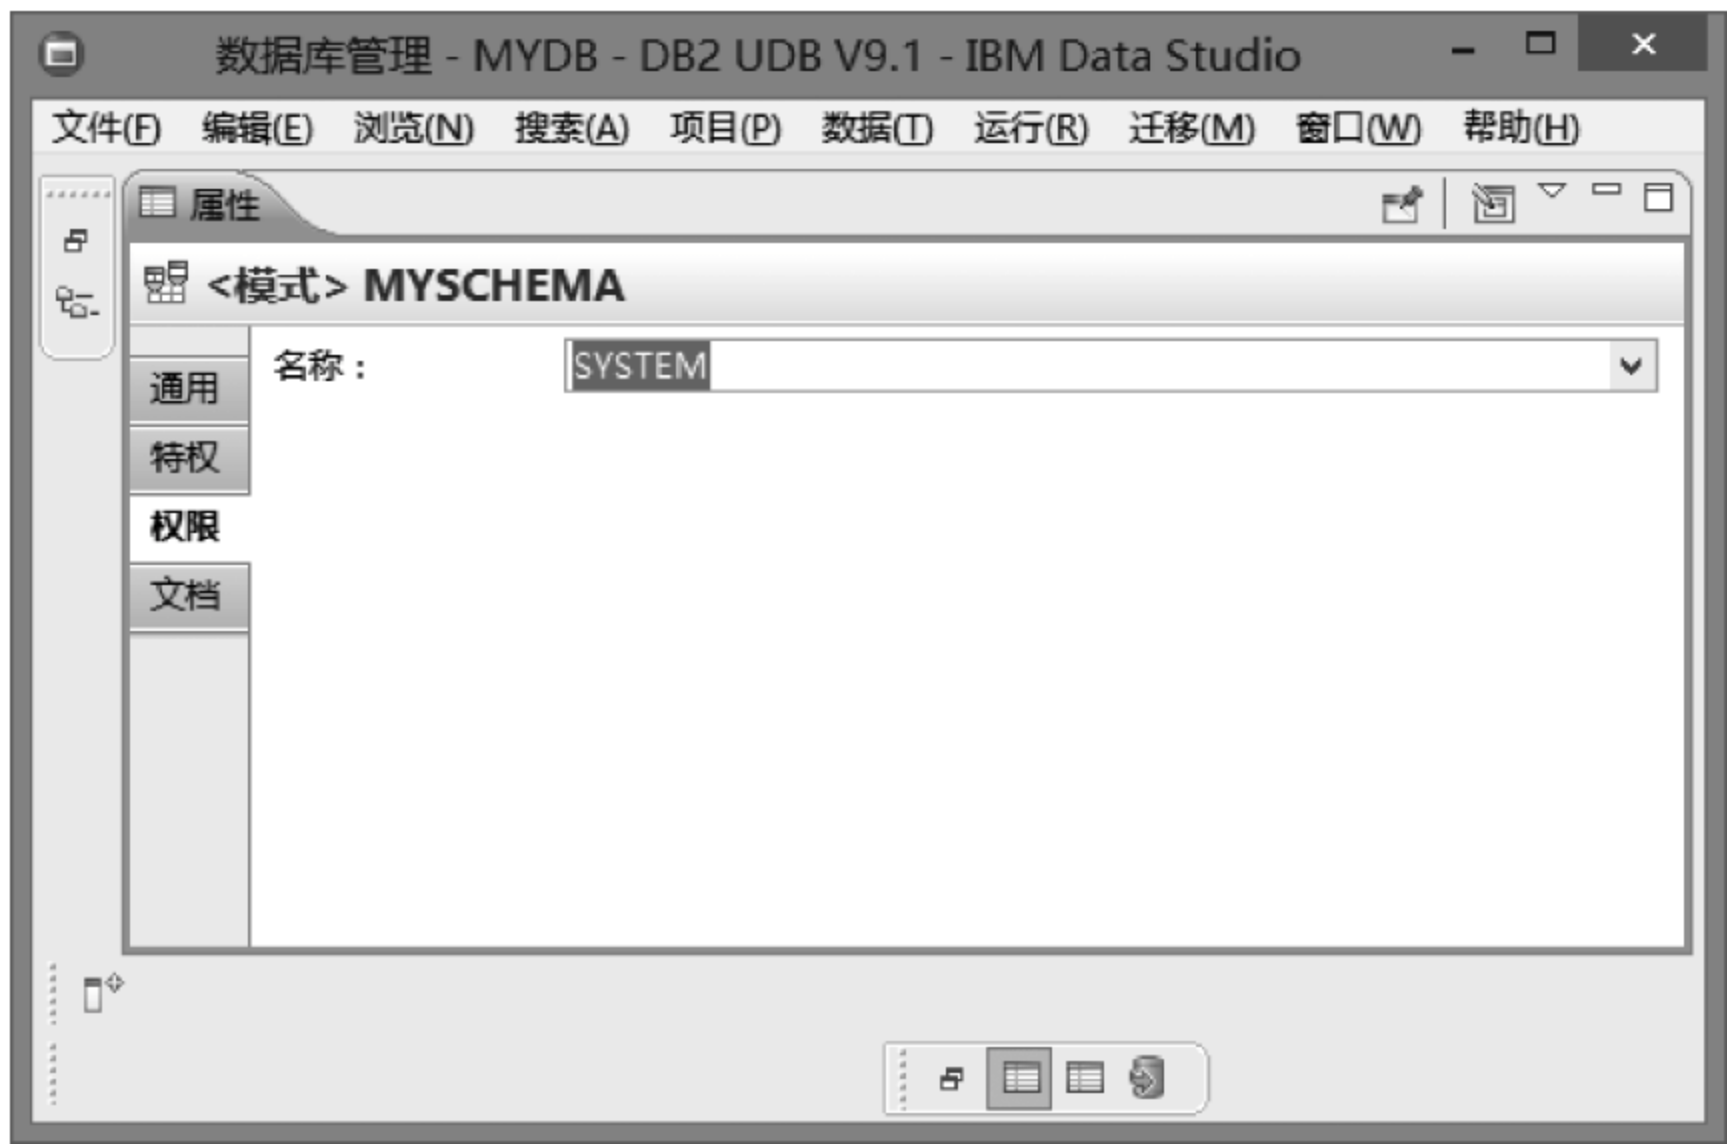 数据库管理 - MYDB - DB2 UDB V9.1 - IBM Data Studio
文件(F) 编辑(E) 浏览(N) 搜索(A) 项目(P) 数据(T) 运行(R) 迁移(M) 窗口(W) 帮助(H)
属性
<模式> MYSCHEMA
名称： SYSTEM
通用
特权
权限
文档